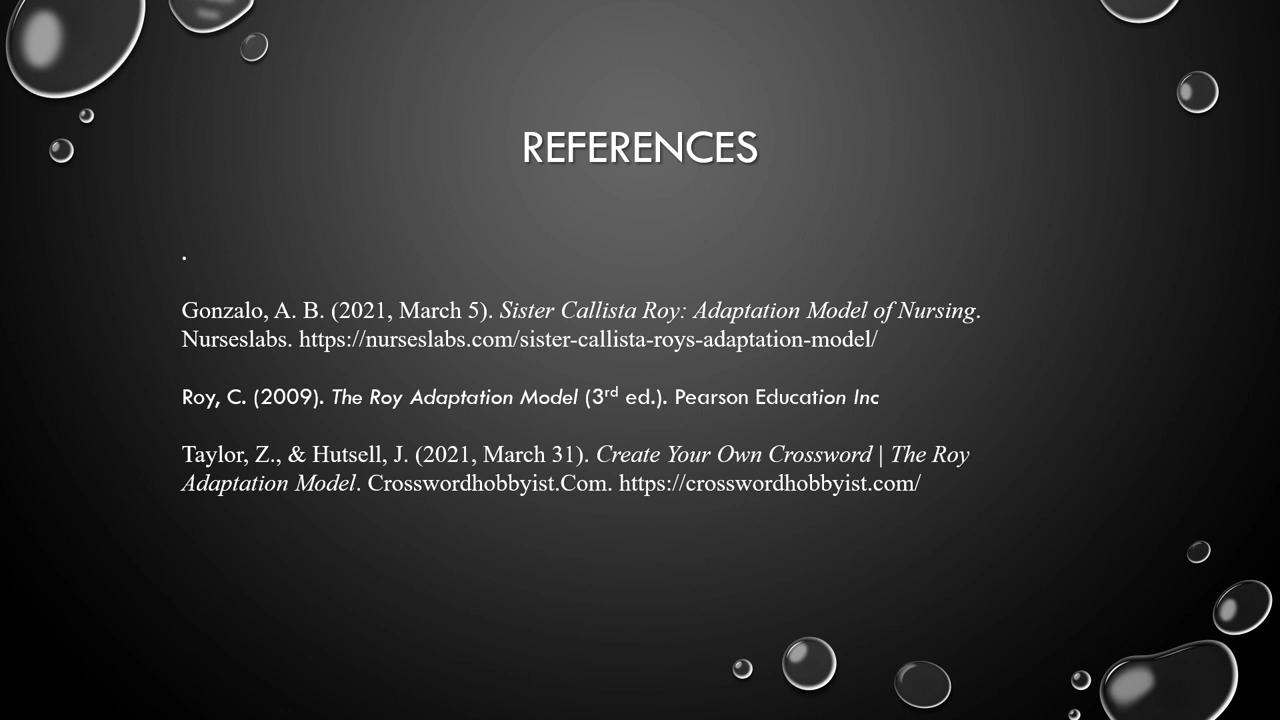 REFERENCES
.
Gonzalo, A. B. (2021, March 5). Sister Callista Roy: Adaptation Model of Nursing.
Nurseslabs. https://nurseslabs.com/sister-callista-roys-adaptation-model/
Roy, C. (2009). The Roy Adaptation Model (3rd ed.). Pearson Education Inc
Taylor, Z., & Hutsell, J. (2021, March 31). Create Your Own Crossword | The Roy
Adaptation Model. Crosswordhobbyist.Com. https://crosswordhobbyist.com/